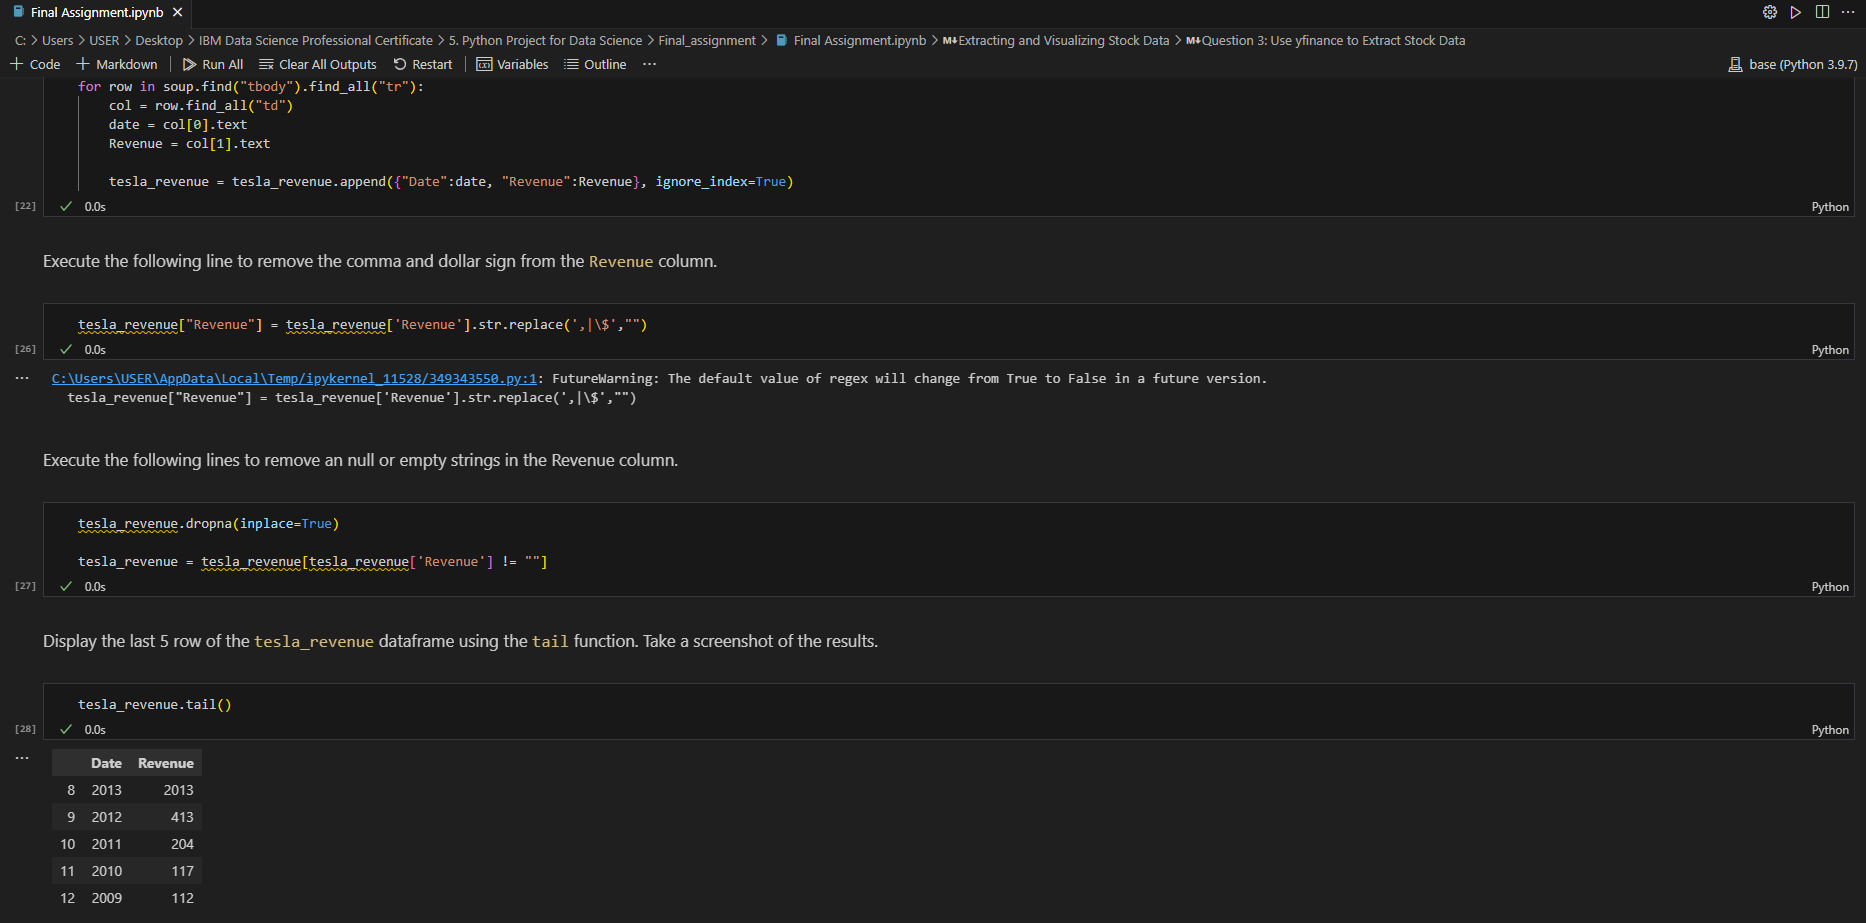 Final Assignment.ipynb
C: > Users > USER > Desktop > IBM Data Science Professional Certificate > 5. Python Project for Data Science > Final_assignment > Final Assignment.ipynb > M↓Extracting and Visualizing Stock Data > M↓Question 3: Use yfinance to Extract Stock Data
+ Code + Markdown Run All Clear All Outputs Restart Variables Outline ··· base (Python 3.9.7)
for row in soup.find("tbody").find_all("tr"):
col = row.find_all("td")
date = col[0].text
Revenue = col[1].text
tesla_revenue = tesla_revenue.append({"Date":date, "Revenue":Revenue}, ignore_index=True)
[22] 0.0s Python
Execute the following line to remove the comma and dollar sign from the Revenue column.
tesla_revenue["Revenue"] = tesla_revenue['Revenue'].str.replace(',|\$',"")
[26] 0.0s Python
C:\Users\USER\AppData\Local\Temp/ipykernel_11528/349343550.py:1: FutureWarning: The default value of regex will change from True to False in a future version.
tesla_revenue["Revenue"] = tesla_revenue['Revenue'].str.replace(',|\$',"")
Execute the following lines to remove an null or empty strings in the Revenue column.
tesla_revenue.dropna(inplace=True)
tesla_revenue = tesla_revenue[tesla_revenue['Revenue'] != ""]
[27] 0.0s Python
Display the last 5 row of the tesla_revenue dataframe using the tail function. Take a screenshot of the results.
tesla_revenue.tail()
[28] 0.0s Python
Date Revenue
8 2013 2013
9 2012 413
10 2011 204
11 2010 117
12 2009 112